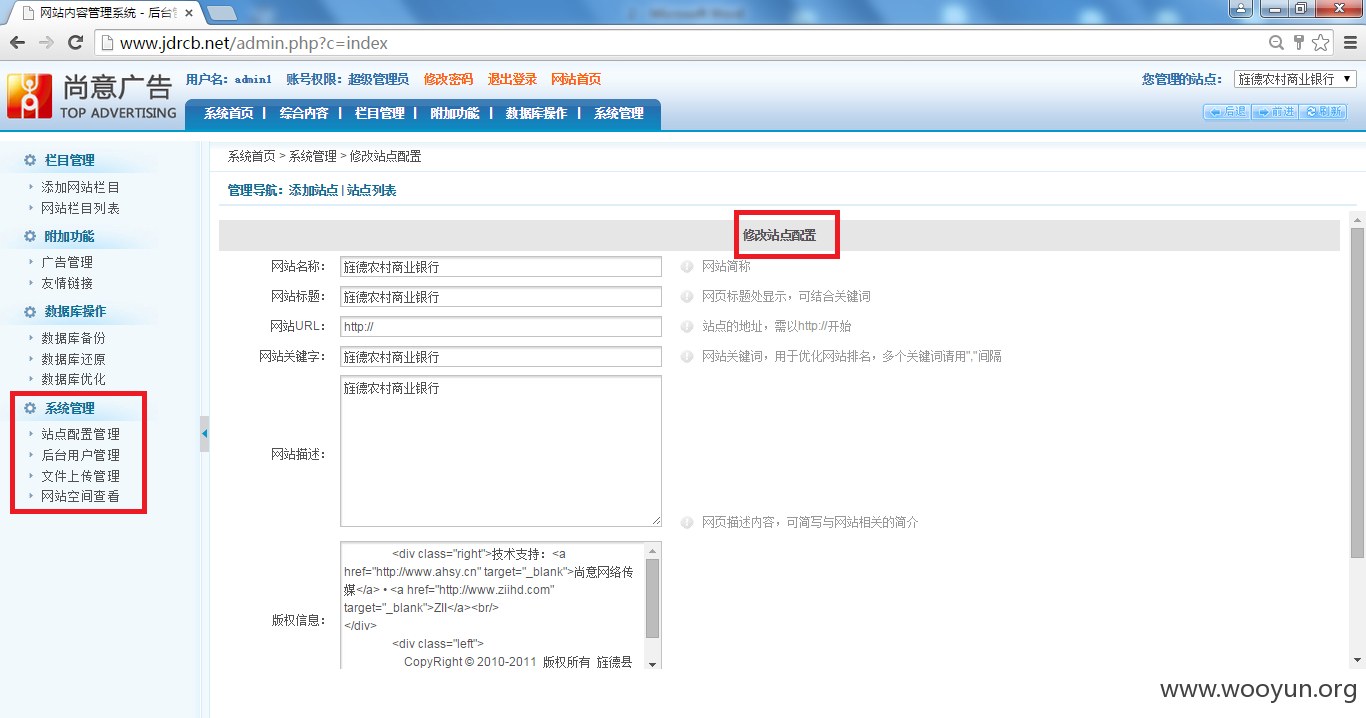 网站内容管理系统 - 后台
www.jdrcb.net/admin.php?c=index
尚意广告
TOP ADVERTISING
用户名：admin1 账号权限：超级管理员 修改密码 退出登录 网站首页
您管理的站点： 旌德农村商业银行
系统首页 | 综合内容 | 栏目管理 | 附加功能 | 数据库操作 | 系统管理
后退 前进 刷新
栏目管理
添加网站栏目
网站栏目列表
附加功能
广告管理
友情链接
数据库操作
数据库备份
数据库还原
数据库优化
系统管理
站点配置管理
后台用户管理
文件上传管理
网站空间查看
系统首页 > 系统管理 > 修改站点配置
管理导航：添加站点 | 站点列表
修改站点配置
网站名称： 旌德农村商业银行 网站简称
网站标题： 旌德农村商业银行 网页标题处显示，可结合关键词
网站URL： http:// 站点的地址，需以http://开始
网站关键字： 旌德农村商业银行 网站关键词，用于优化网站排名，多个关键词请用","间隔
旌德农村商业银行
网站描述：
网页描述内容，可简写与网站相关的简介
版权信息：
<div class="right">技术支持：<a
href="http://www.ahsy.cn" target="_blank">尚意网络传
媒</a> • <a href="http://www.ziihd.com"
target="_blank">ZII</a><br/>
</div>
<div class="left">
CopyRight © 2010-2011 版权所有 旌德县
www.wooyun.org